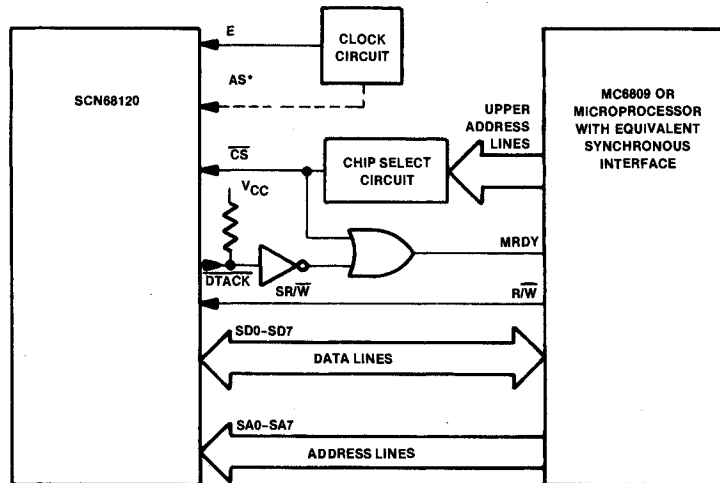 E
CLOCK
CIRCUIT
AS*
SCN68120
MC6809 OR
MICROPROCESSOR
WITH EQUIVALENT
SYNCHRONOUS
INTERFACE
UPPER
ADDRESS
LINES
CS
CHIP SELECT
CIRCUIT
VCC
MRDY
DTACK
SR/W
R/W
SD0-SD7
DATA LINES
SA0-SA7
ADDRESS LINES